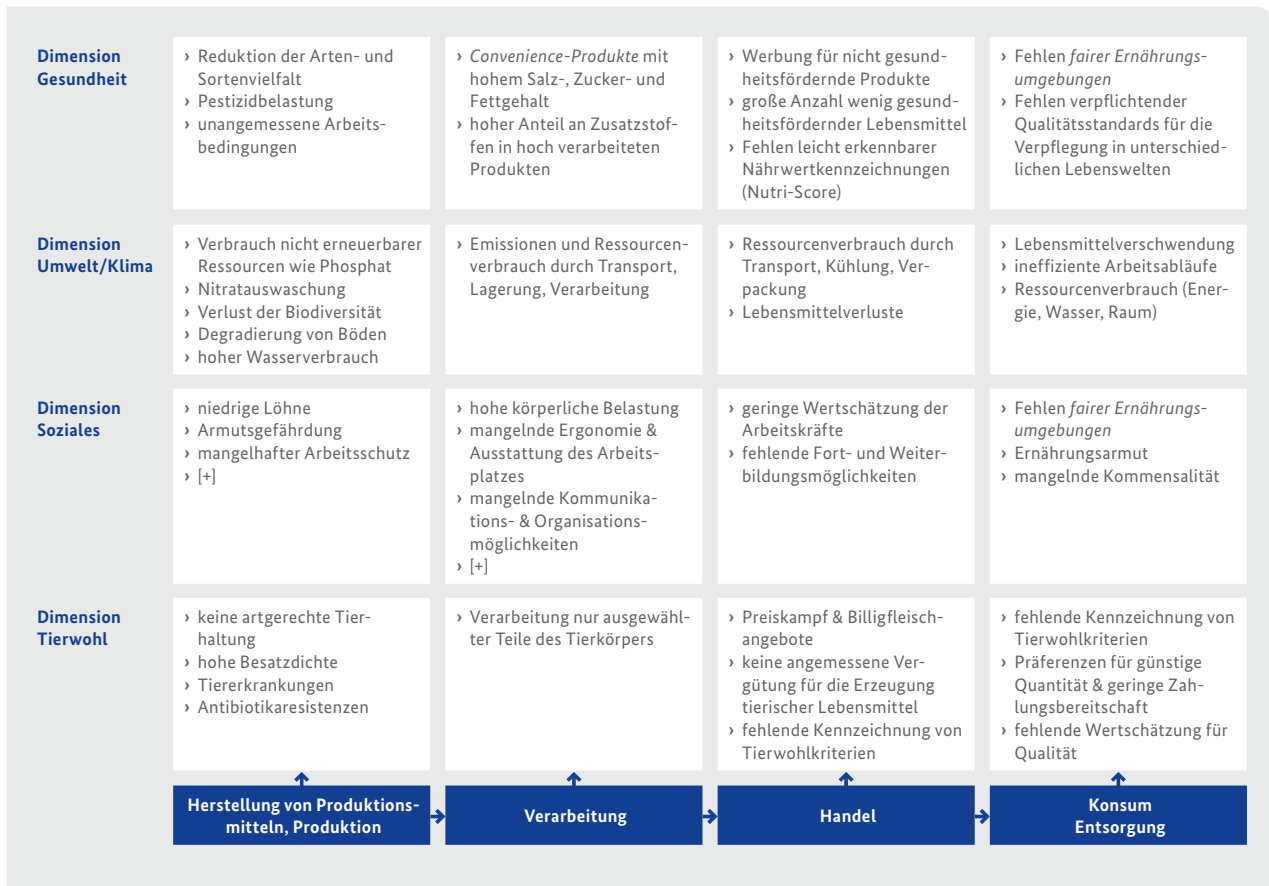 Dimension
Gesundheit
› Reduktion der Arten- und
Sortenvielfalt
› Pestizidbelastung
› unangemessene Arbeits-
bedingungen
› Convenience-Produkte mit
hohem Salz-, Zucker- und
Fettgehalt
› hoher Anteil an Zusatzstof-
fen in hoch verarbeiteten
Produkten
› Werbung für nicht gesund-
heitsfördernde Produkte
› große Anzahl wenig gesund-
heitsfördernder Lebensmittel
› Fehlen leicht erkennbarer
Nährwertkennzeichnungen
(Nutri-Score)
› Fehlen fairer Ernährungs-
umgebungen
› Fehlen verpflichtender
Qualitätsstandards für die
Verpflegung in unterschied-
lichen Lebenswelten
Dimension
Umwelt/Klima
› Verbrauch nicht erneuerbarer
Ressourcen wie Phosphat
› Nitratauswaschung
› Verlust der Biodiversität
› Degradierung von Böden
› hoher Wasserverbrauch
› Emissionen und Ressourcen-
verbrauch durch Transport,
Lagerung, Verarbeitung
› Ressourcenverbrauch durch
Transport, Kühlung, Ver-
packung
› Lebensmittelverluste
› Lebensmittelverschwendung
› ineffiziente Arbeitsabläufe
› Ressourcenverbrauch (Ener-
gie, Wasser, Raum)
Dimension
Soziales
› niedrige Löhne
› Armutsgefährdung
› mangelhafter Arbeitsschutz
› [+]
› hohe körperliche Belastung
› mangelnde Ergonomie &
Ausstattung des Arbeits-
platzes
› mangelnde Kommunika-
tions- & Organisations-
möglichkeiten
› [+]
› geringe Wertschätzung der
Arbeitskräfte
› fehlende Fort- und Weiter-
bildungsmöglichkeiten
› Fehlen fairer Ernährungs-
umgebungen
› Ernährungsarmut
› mangelnde Kommensalität
Dimension
Tierwohl
› keine artgerechte Tier-
haltung
› hohe Besatzdichte
› Tiererkrankungen
› Antibiotikaresistenzen
› Verarbeitung nur ausgewähl-
ter Teile des Tierkörpers
› Preiskampf & Billigfleisch-
angebote
› keine angemessene Ver-
gütung für die Erzeugung
tierischer Lebensmittel
› fehlende Kennzeichnung von
Tierwohlkriterien
› fehlende Kennzeichnung von
Tierwohlkriterien
› Präferenzen für günstige
Quantität & geringe Zah-
lungsbereitschaft
› fehlende Wertschätzung für
Qualität
Herstellung von Produktions-
mitteln, Produktion
Verarbeitung
Handel
Konsum
Entsorgung